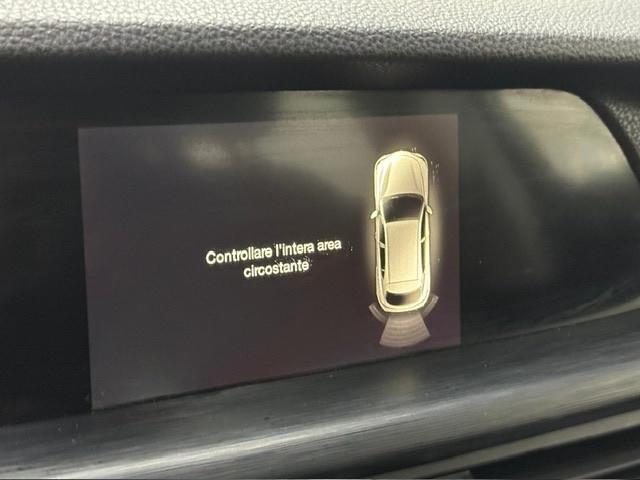 Controllare l'intera area
circostante